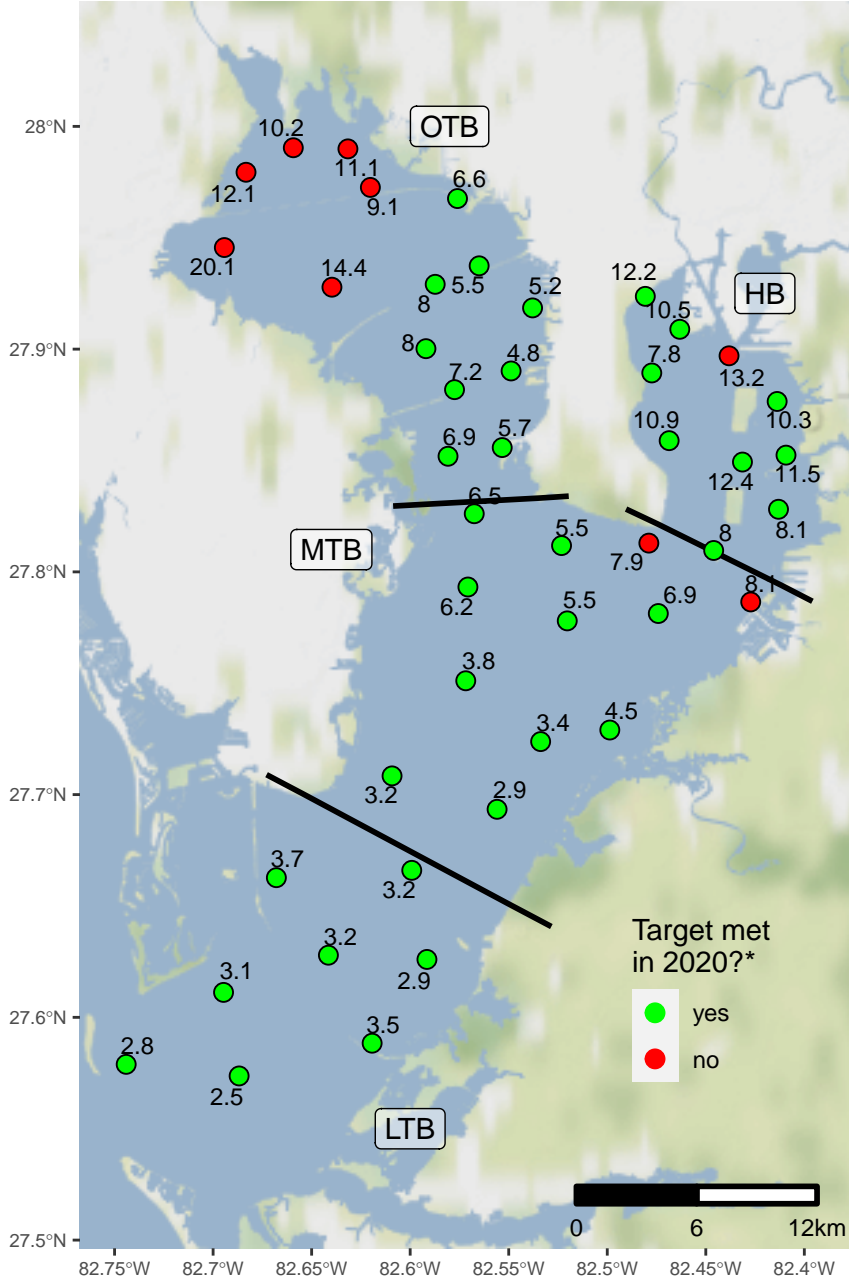 28°N
10.2
OTB
11.1
12.1
6.6
9.1
20.1
14.4
5.5
5.2
12.2
HB
8
10.5
27.9°N
8
4.8
7.8
13.2
7.2
10.3
6.9
5.7
10.9
12.4
11.5
6.5
8.1
MTB
5.5
7.9
8
27.8°N
6.2
5.5
6.9
8.1
3.8
3.4
4.5
27.7°N
3.2
2.9
3.7
3.2
3.2
Target met
in 2020?*
3.1
2.9
yes
27.6°N
3.5
2.8
no
2.5
LTB
0
6
12km
27.5°N
82.75°W
82.7°W
82.65°W
82.6°W
82.55°W
82.5°W
82.45°W
82.4°W